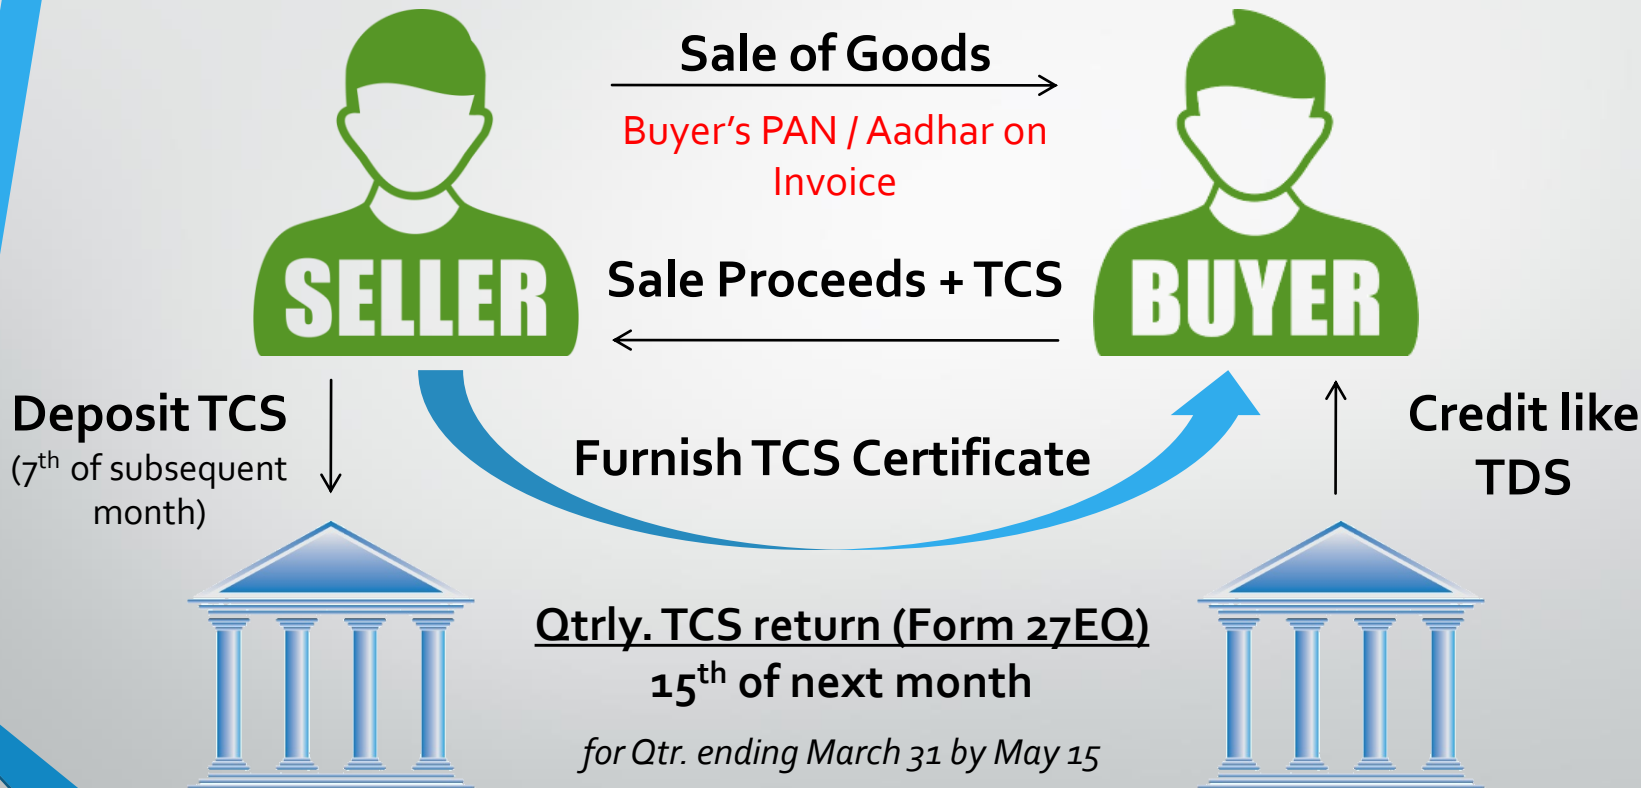 Sale of Goods
Buyer’s PAN / Aadhar on
Invoice
SELLER
Sale Proceeds + TCS
BUYER
Deposit TCS
(7th of subsequent
month)
Furnish TCS Certificate
Credit like
TDS
Qtrly. TCS return (Form 27EQ)
15th of next month
for Qtr. ending March 31 by May 15